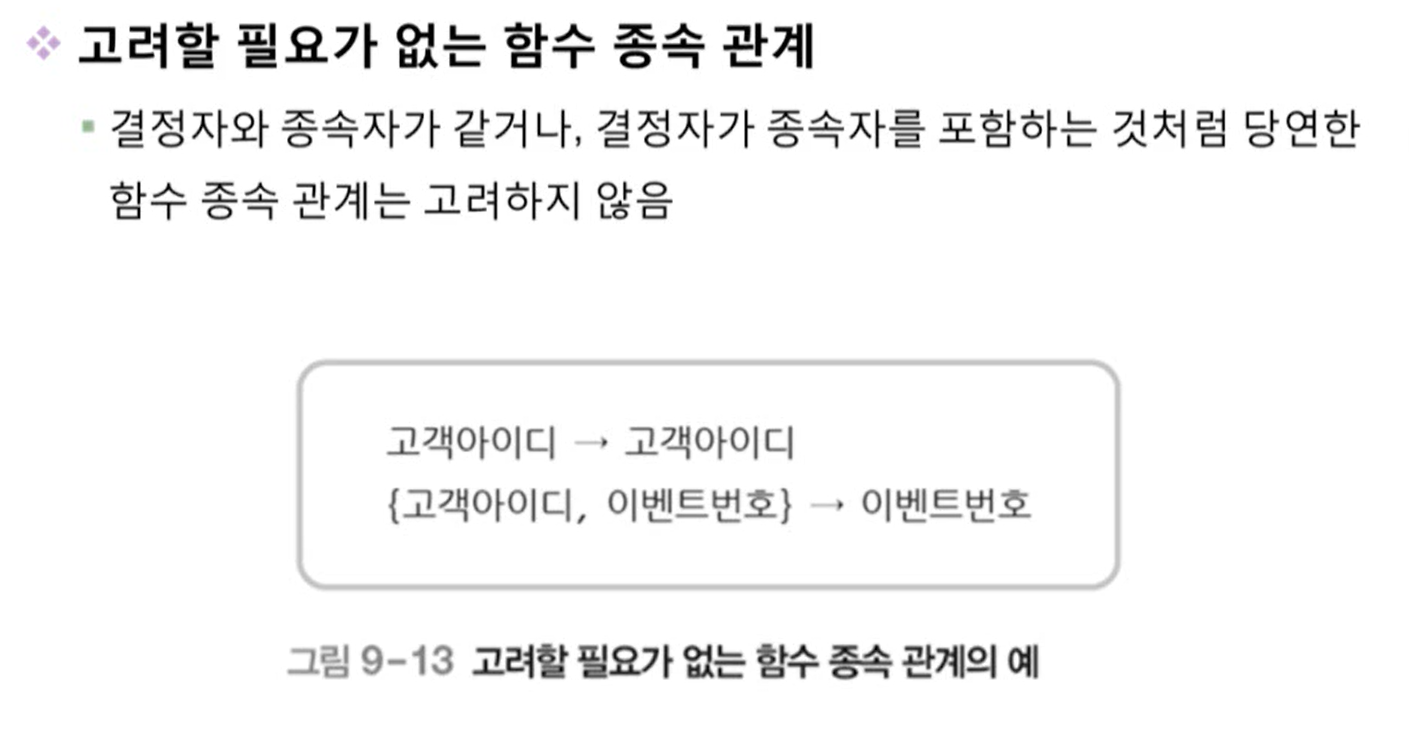 고려할 필요가 없는 함수 종속 관계
결정자와 종속자가 같거나, 결정자가 종속자를 포함하는 것처럼 당연한
함수 종속 관계는 고려하지 않음
고객아이디 → 고객아이디
{고객아이디, 이벤트번호} → 이벤트번호
그림 9-13 고려할 필요가 없는 함수 종속 관계의 예